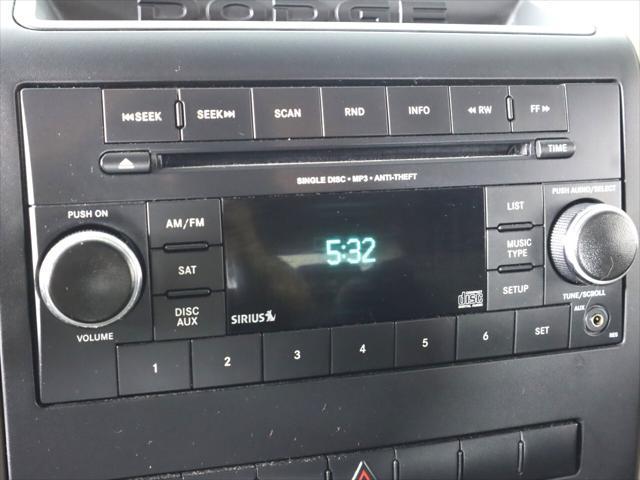 DODGE
⏮SEEK SEEK⏭ SCAN RND INFO ◀◀ RW FF ▶▶
TIME
SINGLE DISC • MP3 • ANTI-THEFT
PUSH AUDIO/SELECT
PUSH ON
AM/FM
LIST
5:32
MUSIC
TYPE
SAT
SETUP
DISC
AUX
SIRIUS
disc
TUNE/SCROLL
VOLUME
AUX
1 2 3 4 5 6 SET